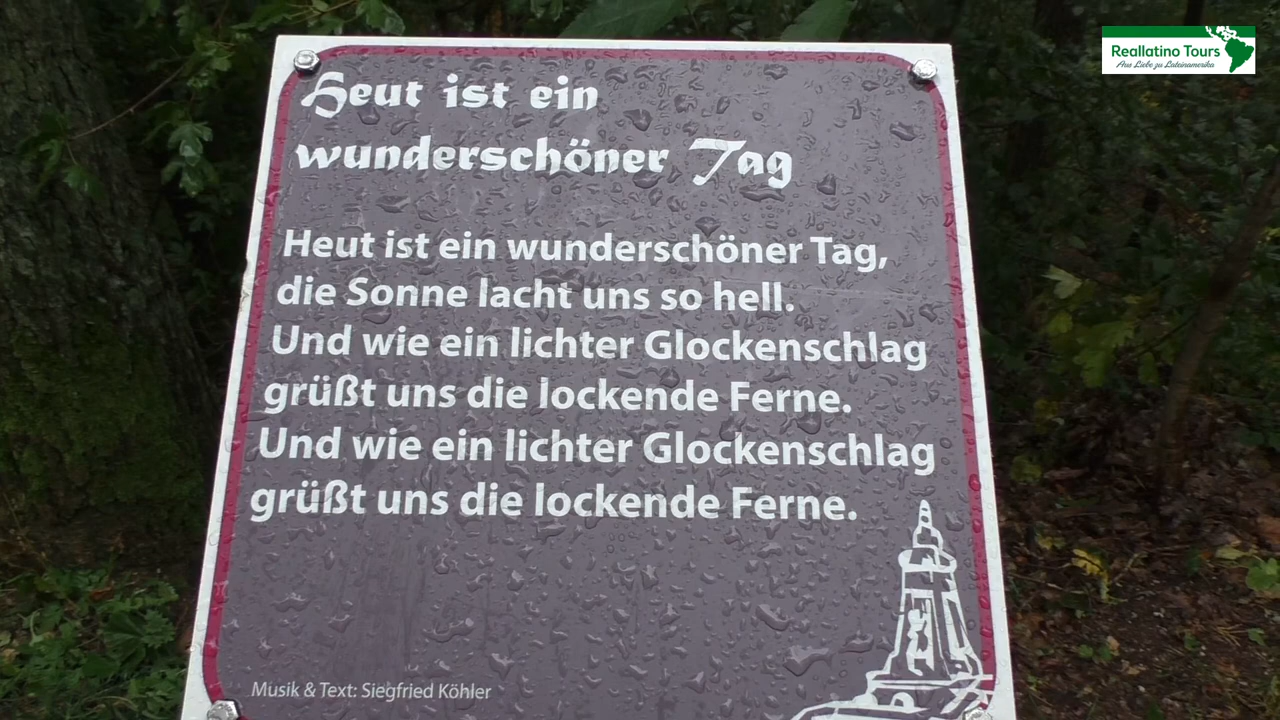 Reallatino Tours
Aus Liebe zu Lateinamerika
Heut ist ein
wunderschöner Tag
Heut ist ein wunderschöner Tag,
die Sonne lacht uns so hell.
Und wie ein lichter Glockenschlag
grüßt uns die lockende Ferne.
Und wie ein lichter Glockenschlag
grüßt uns die lockende Ferne.
Musik & Text: Siegfried Köhler